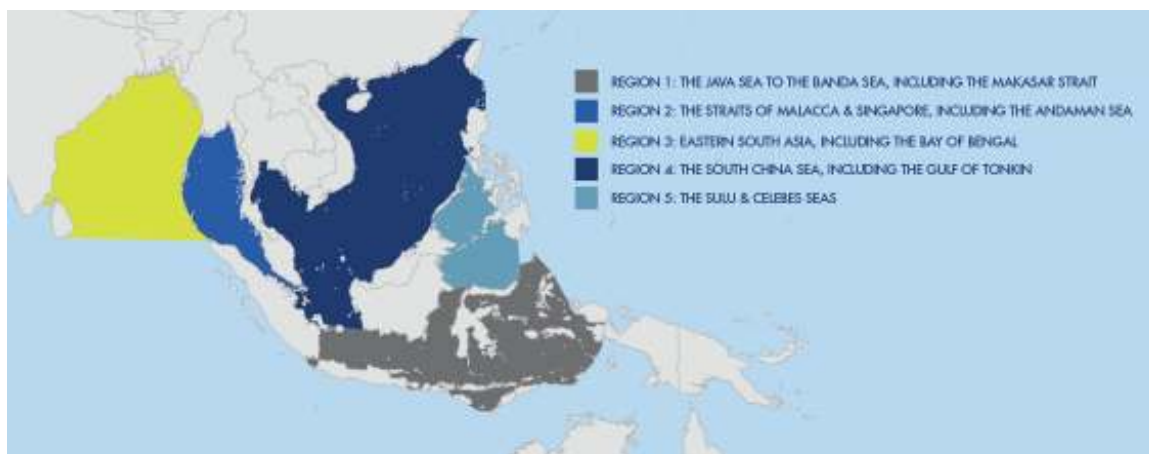 REGION 1: THE JAVA SEA TO THE BANDA SEA, INCLUDING THE MAKASAR STRAIT
REGION 2: THE STRAITS OF MALACCA & SINGAPORE, INCLUDING THE ANDAMAN SEA
REGION 3: EASTERN SOUTH ASIA, INCLUDING THE BAY OF BENGAL
REGION 4: THE SOUTH CHINA SEA, INCLUDING THE GULF OF TONKIN
REGION 5: THE SULU & CELEBES SEAS